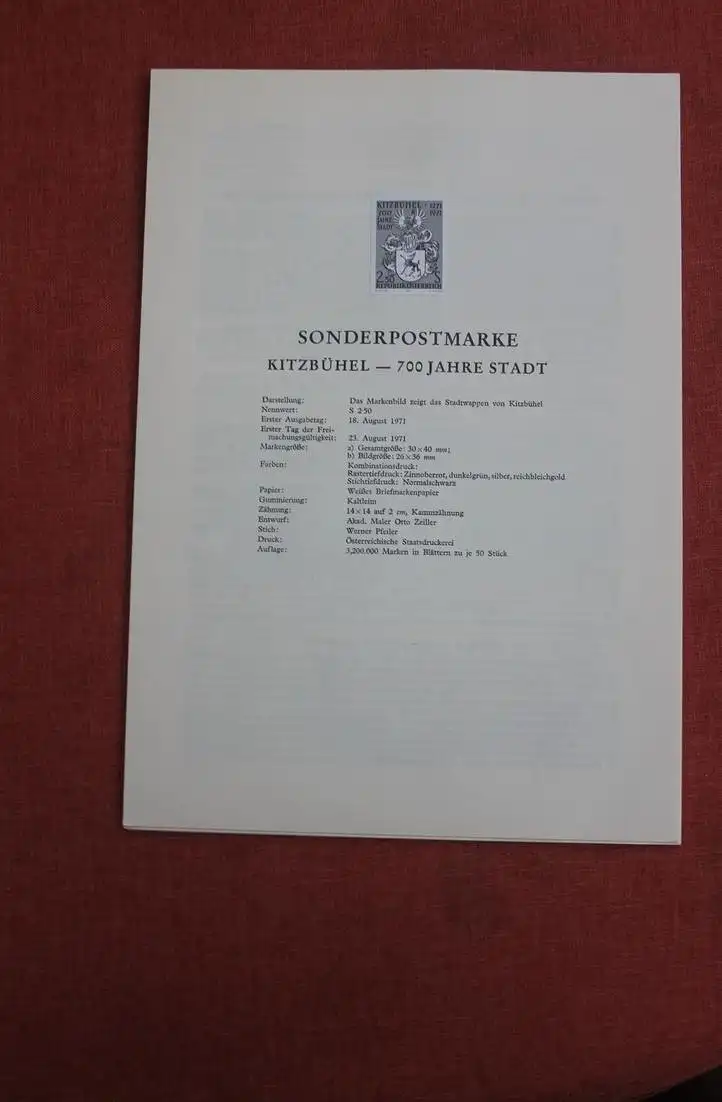 KITZBÜHEL · 1271
700 1971
JAHRE
STADT
2·50 S
REPUBLIK ÖSTERREICH
SONDERPOSTMARKE
KITZBÜHEL — 700 JAHRE STADT
Darstellung: Das Markenbild zeigt das Stadtwappen von Kitzbühel
Nennwert: S 2·50
Erster Ausgabetag: 18. August 1971
Erster Tag der Frei-
machungsgültigkeit: 23. August 1971
Markengröße: a) Gesamtgröße: 30×40 mm;
b) Bildgröße: 26×36 mm
Farben: Kombinationsdruck:
Rastertiefdruck: Zinnoberrot, dunkelgrün, silber, reichbleichgold
Stichtiefdruck: Normalschwarz
Papier: Weißes Briefmarkenpapier
Gummierung: Kaltleim
Zähnung: 14×14 auf 2 cm, Kammzähnung
Entwurf: Akad. Maler Otto Zeiller
Stich: Werner Pfeiler
Druck: Österreichische Staatsdruckerei
Auflage: 3,200.000 Marken in Blättern zu je 50 Stück